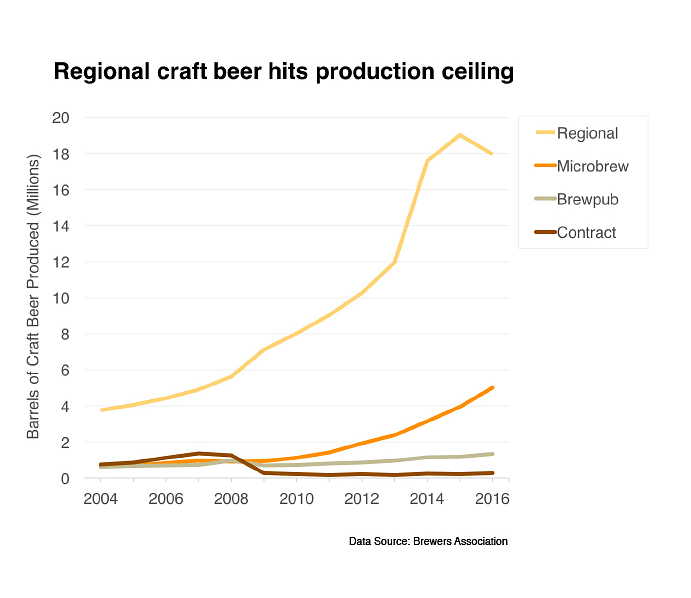 Regional craft beer hits production ceiling
Barrels of Craft Beer Produced (Millions)
20
18
16
14
12
10
8
6
4
2
0
2004 2006 2008 2010 2012 2014 2016
Regional
Microbrew
Brewpub
Contract
Data Source: Brewers Association